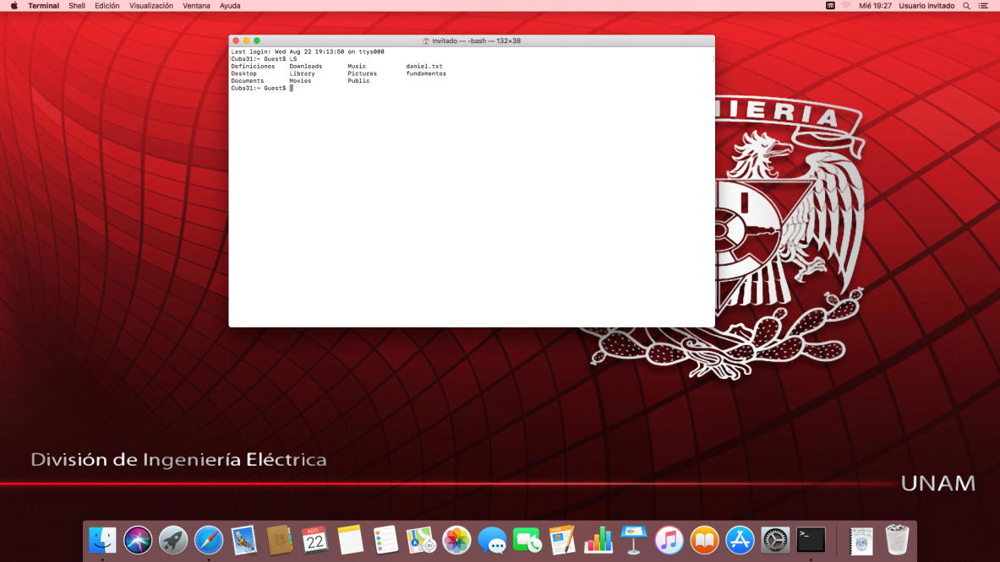 Terminal Shell Edición Visualización Ventana Ayuda Mié 19:27 Usuario invitado
Invitado — -bash — 132×38
Last login: Wed Aug 22 19:13:50 on ttys000
Cuba31:~ Guest$ LS
Definiciones Downloads Music daniel.txt
Desktop Library Pictures fundamentos
Documents Movies Public
Cuba31:~ Guest$
NIERIA
División de Ingeniería Eléctrica
UNAM
AGO
22
>_